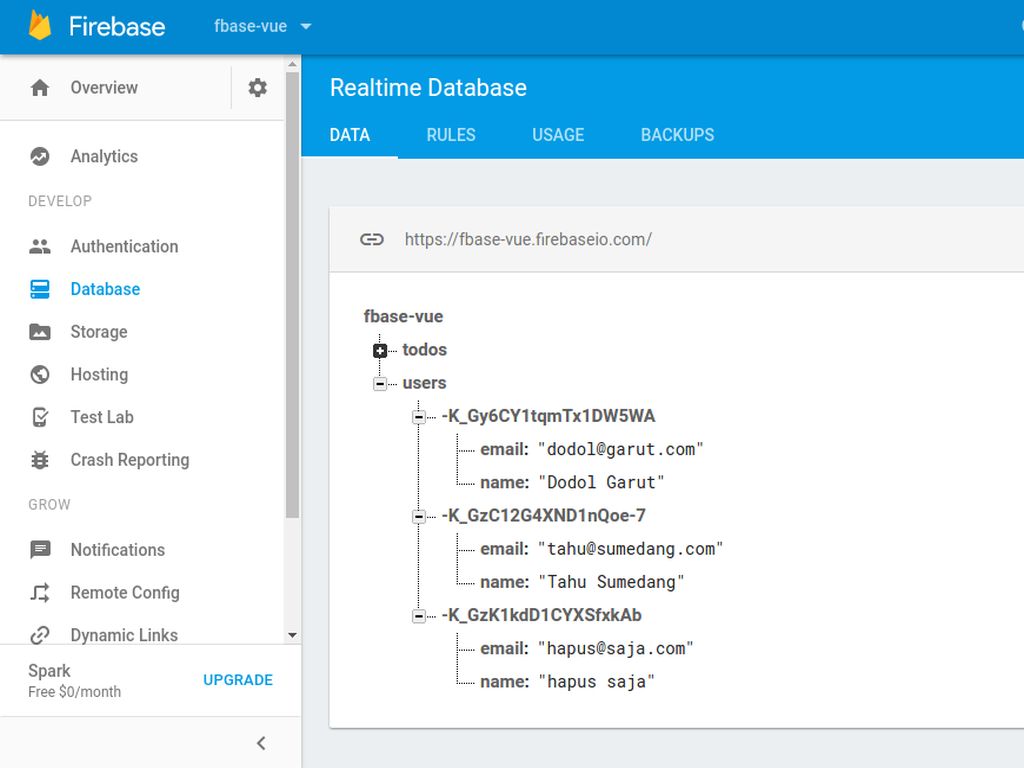 Firebase
fbase-vue
Overview
Analytics
DEVELOP
Authentication
Database
Storage
Hosting
Test Lab
Crash Reporting
GROW
Notifications
Remote Config
Dynamic Links
Spark
Free $0/month
UPGRADE
Realtime Database
DATA RULES USAGE BACKUPS
https://fbase-vue.firebaseio.com/
fbase-vue
todos
users
-K_Gy6CY1tqmTx1DW5WA
email: "dodol@garut.com"
name: "Dodol Garut"
-K_GzC12G4XND1nQoe-7
email: "tahu@sumedang.com"
name: "Tahu Sumedang"
-K_GzK1kdD1CYXSfxkAb
email: "hapus@saja.com"
name: "hapus saja"